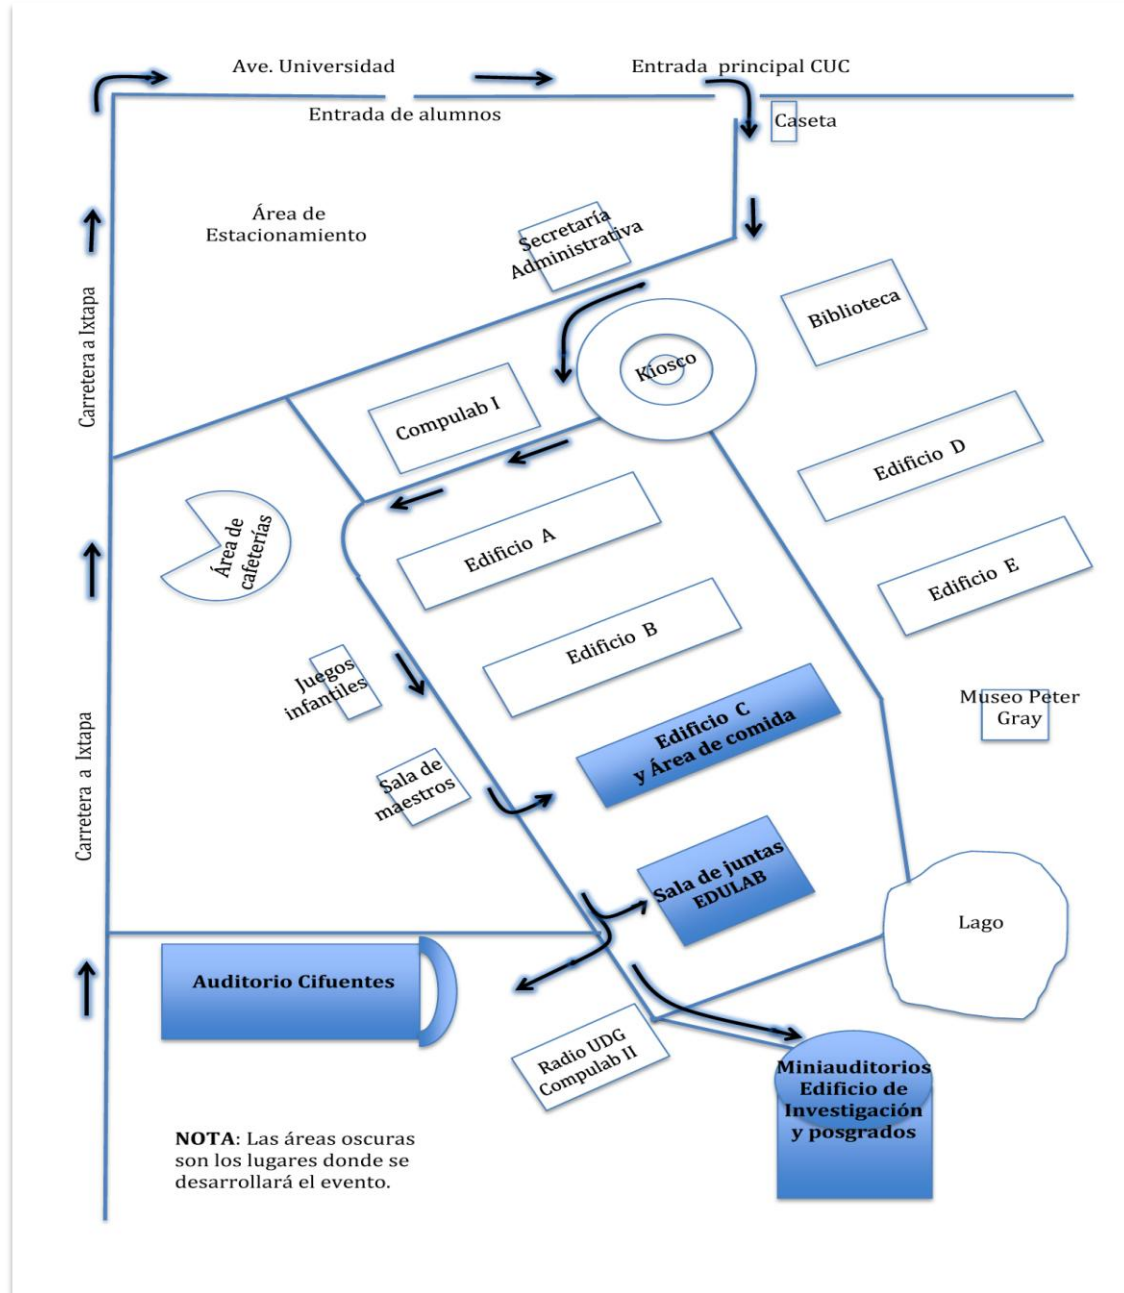 Ave. Universidad
Entrada principal CUC
Entrada de alumnos
Caseta
Área de
Estacionamiento
Secretaría
Administrativa
Carretera a Ixtapa
Biblioteca
Kiosco
Compulab I
Edificio D
Área de
cafeterías
Edificio A
Edificio E
Edificio B
Juegos
infantiles
Museo Peter
Gray
Edificio C
y Área de comida
Carretera a Ixtapa
Sala de
maestros
Sala de juntas
EDULAB
Lago
Auditorio Cifuentes
Radio UDG
Compulab II
Miniauditorios
Edificio de
Investigación
y posgrados
NOTA: Las áreas oscuras
son los lugares donde se
desarrollará el evento.